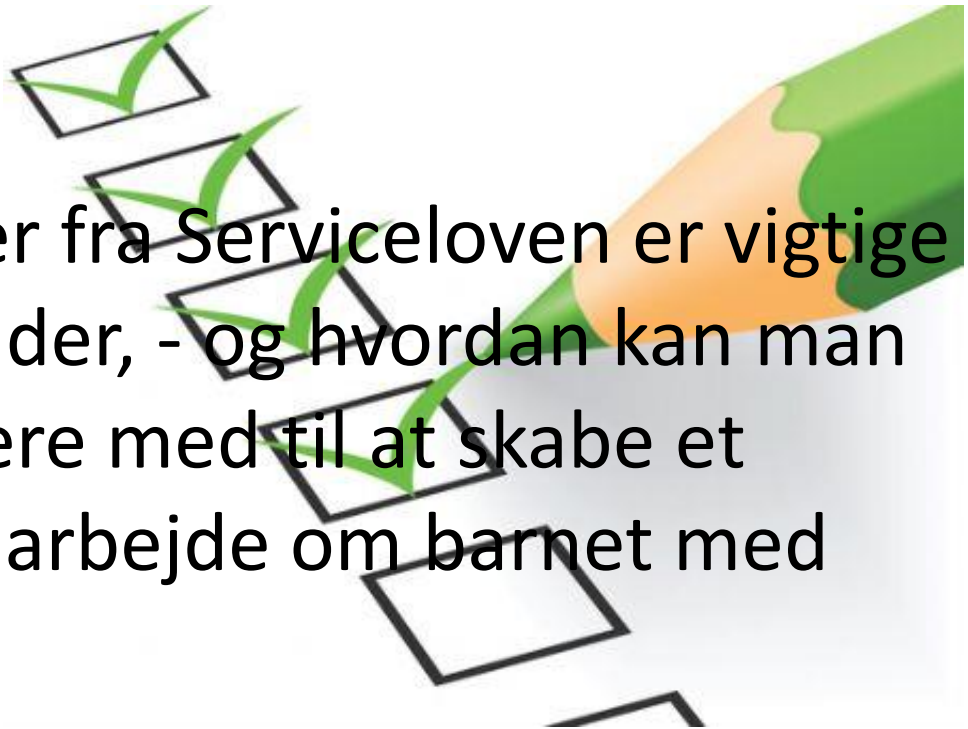 er fra Serviceloven er vigtige
der, - og hvordan kan man
ere med til at skabe et
arbejde om barnet med